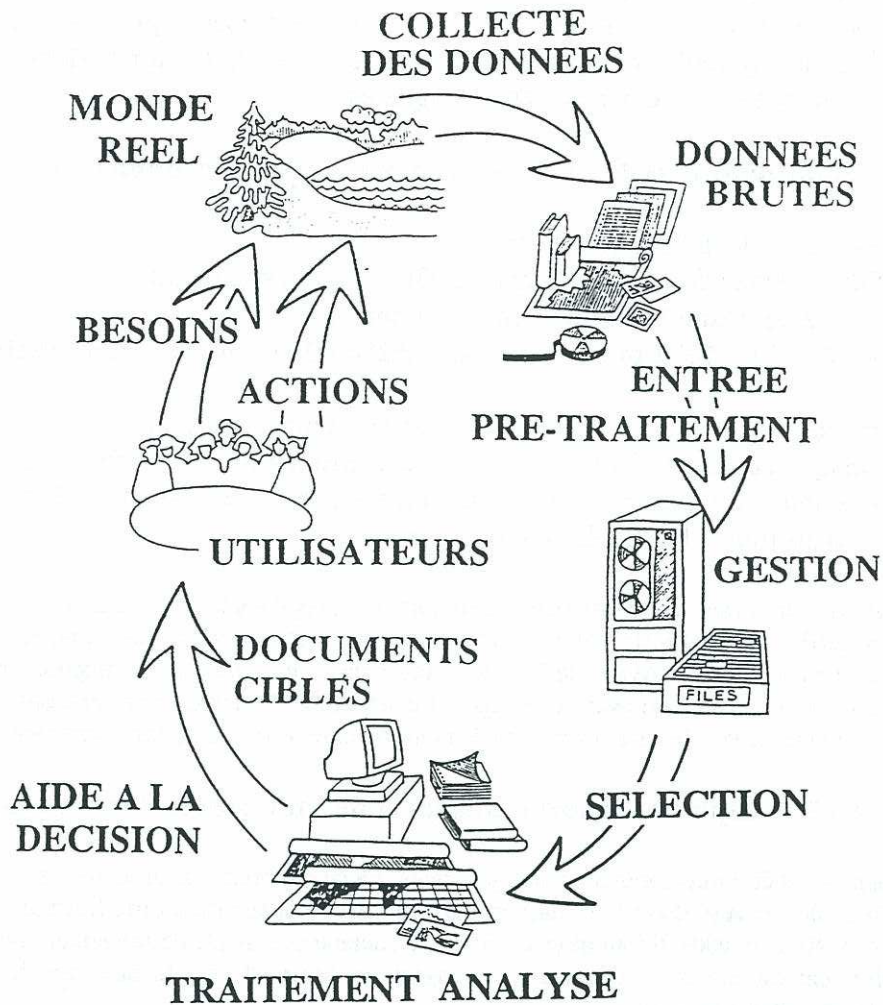 COLLECTE
DES DONNEES
MONDE
REEL
DONNEES
BRUTES
BESOINS
ACTIONS
ENTREE
PRE-TRAITEMENT
UTILISATEURS
GESTION
FILES
DOCUMENTS
CIBLÉS
SELECTION
AIDE A LA
DECISION
TRAITEMENT ANALYSE